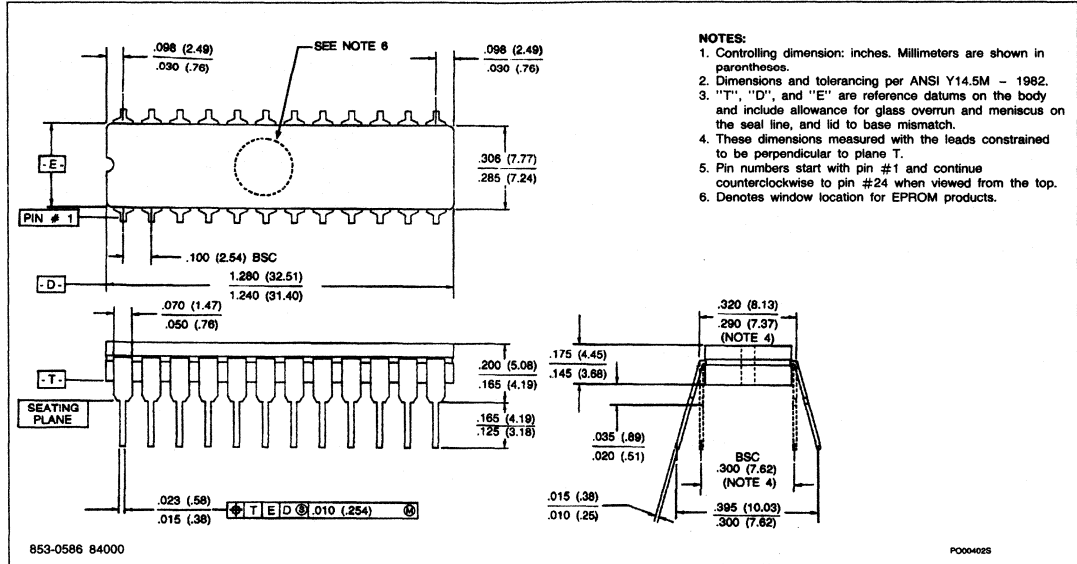 .098 (2.49)
.030 (.76)
SEE NOTE 6
.098 (2.49)
.030 (.76)
- E -
.306 (7.77)
.285 (7.24)
PIN # 1
.100 (2.54) BSC
- D -
1.280 (32.51)
1.240 (31.40)
.070 (1.47)
.050 (.76)
- T -
SEATING
PLANE
.200 (5.08)
.165 (4.19)
.165 (4.19)
.125 (3.18)
.023 (.58)
.015 (.38)
T E D Ⓢ .010 (.254) Ⓜ
853-0586 84000
NOTES:
1. Controlling dimension: inches. Millimeters are shown in
parentheses.
2. Dimensions and tolerancing per ANSI Y14.5M – 1982.
3. "T", "D", and "E" are reference datums on the body
and include allowance for glass overrun and meniscus on
the seal line, and lid to base mismatch.
4. These dimensions measured with the leads constrained
to be perpendicular to plane T.
5. Pin numbers start with pin #1 and continue
counterclockwise to pin #24 when viewed from the top.
6. Denotes window location for EPROM products.
.320 (8.13)
.290 (7.37)
(NOTE 4)
.175 (4.45)
.145 (3.68)
.035 (.89)
.020 (.51)
BSC
.300 (7.62)
(NOTE 4)
.015 (.38)
.010 (.25)
.395 (10.03)
.300 (7.62)
PO00402S